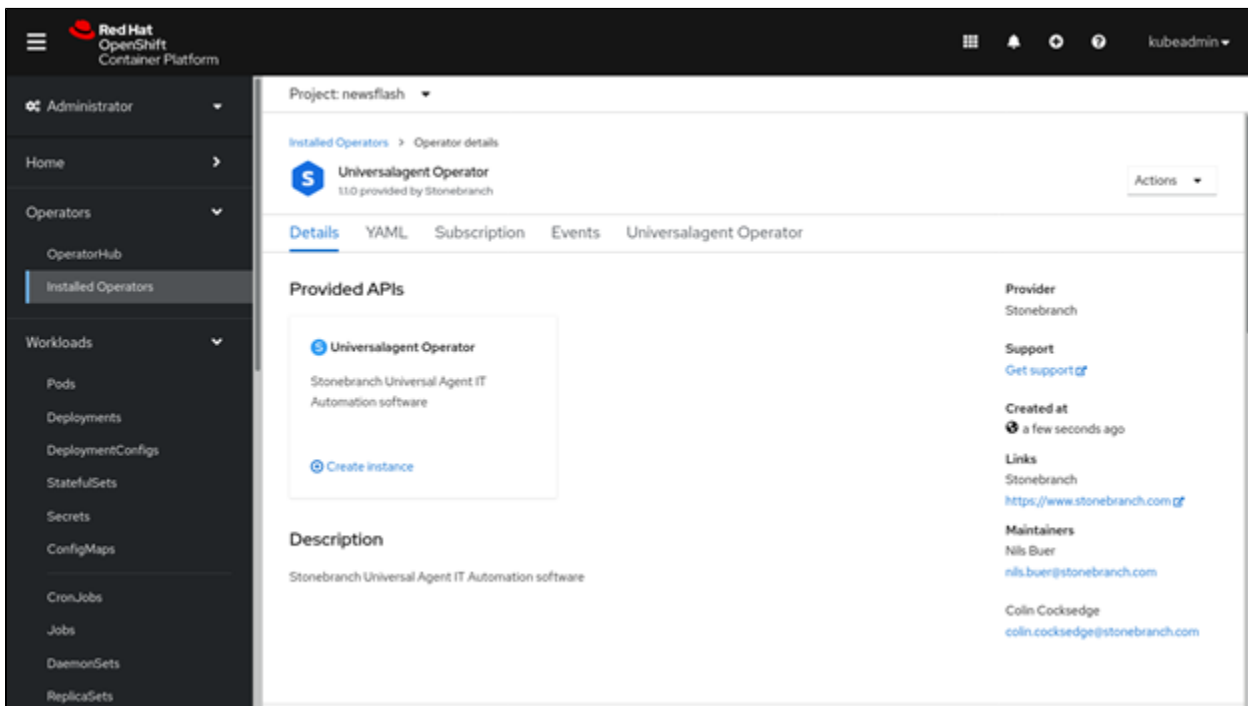 Red Hat
OpenShift
Container Platform
kubeadmin
Administrator
Home
Operators
OperatorHub
Installed Operators
Workloads
Pods
Deployments
DeploymentConfigs
StatefulSets
Secrets
ConfigMaps
CronJobs
Jobs
DaemonSets
ReplicaSets
Project: newsflash
Installed Operators > Operator details
S
Universalagent Operator
1.1.0 provided by Stonebranch
Actions
Details YAML Subscription Events Universalagent Operator
Provided APIs
S Universalagent Operator
Stonebranch Universal Agent IT
Automation software
Create instance
Description
Stonebranch Universal Agent IT Automation software
Provider
Stonebranch
Support
Get support
Created at
a few seconds ago
Links
Stonebranch
https://www.stonebranch.com
Maintainers
Nils Buer
nils.buer@stonebranch.com
Colin Cocksedge
colin.cocksedge@stonebranch.com